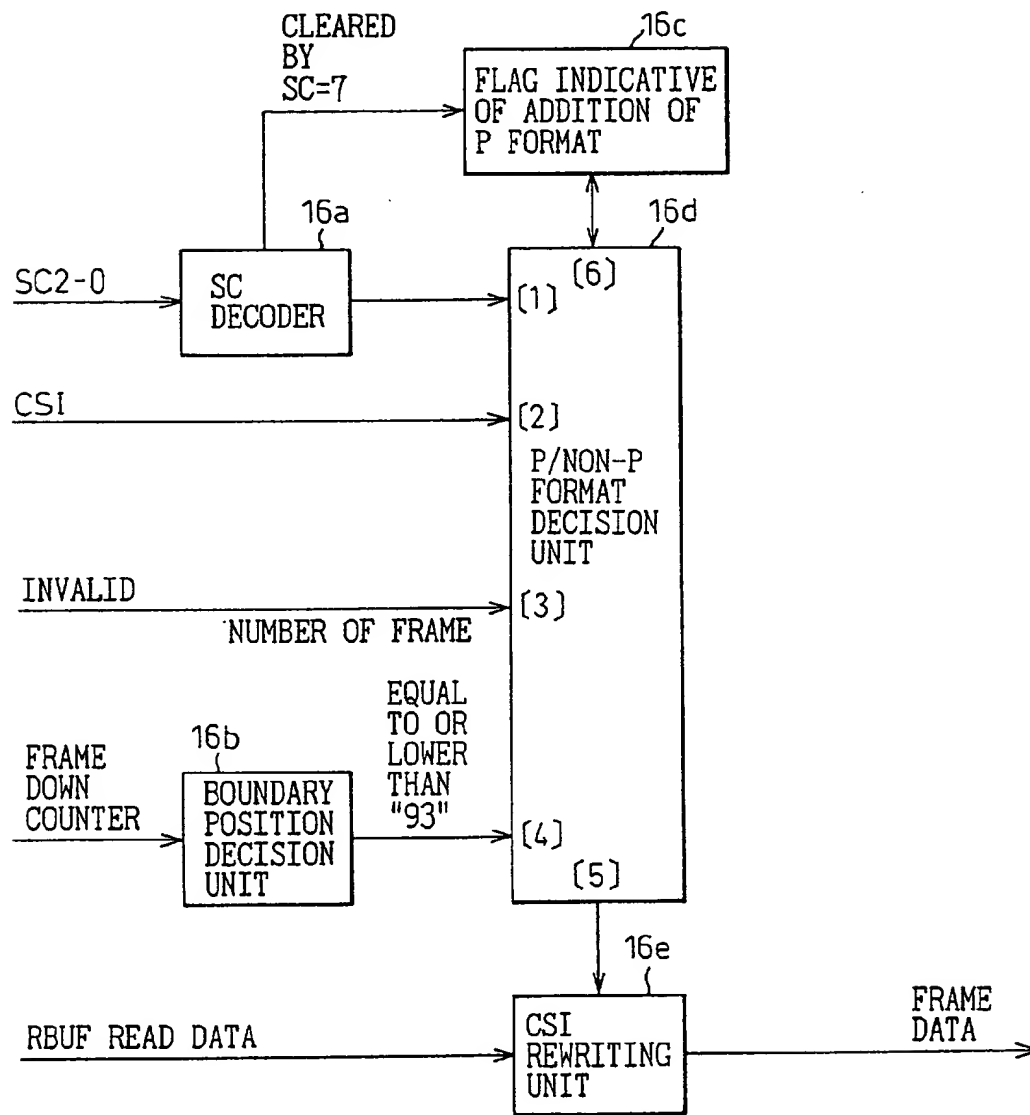 CLEARED
BY
SC=7
16c
FLAG INDICATIVE
OF ADDITION OF
P FORMAT
16a
16d
SC2-0
SC
DECODER
[6]
[1]
CSI
[2]
P/NON-P
FORMAT
DECISION
UNIT
INVALID
[3]
NUMBER OF FRAME
EQUAL
TO OR
LOWER
THAN
"93"
16b
FRAME
DOWN
COUNTER
BOUNDARY
POSITION
DECISION
UNIT
[4]
[5]
16e
RBUF READ DATA
CSI
REWRITING
UNIT
FRAME
DATA